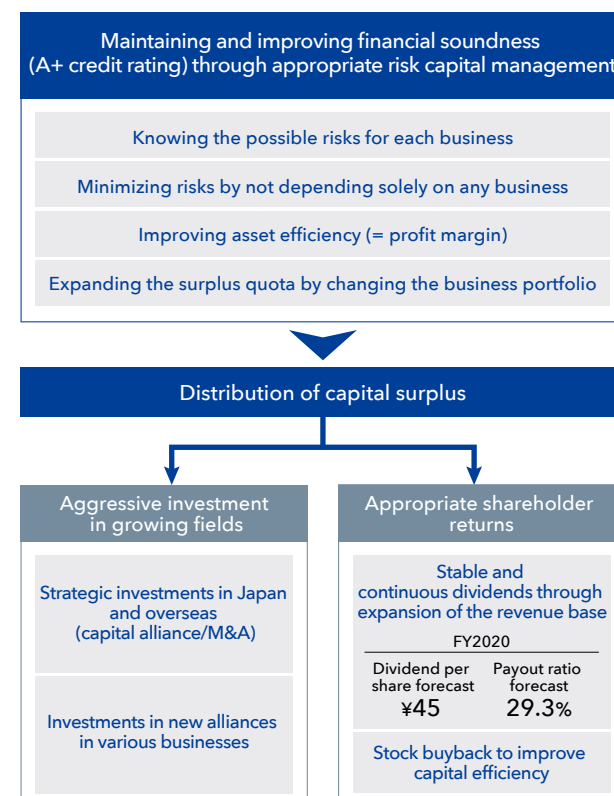 Maintaining and improving financial soundness
(A+ credit rating) through appropriate risk capital management
Knowing the possible risks for each business
Minimizing risks by not depending solely on any business
Improving asset efficiency (= profit margin)
Expanding the surplus quota by changing the business portfolio
Distribution of capital surplus
Aggressive investment
in growing fields
Strategic investments in Japan
and overseas
(capital alliance/M&A)
Investments in new alliances
in various businesses
Appropriate shareholder
returns
Stable and
continuous dividends through
expansion of the revenue base
FY2020
Dividend per
share forecast
¥45
Payout ratio
forecast
29.3%
Stock buyback to improve
capital efficiency